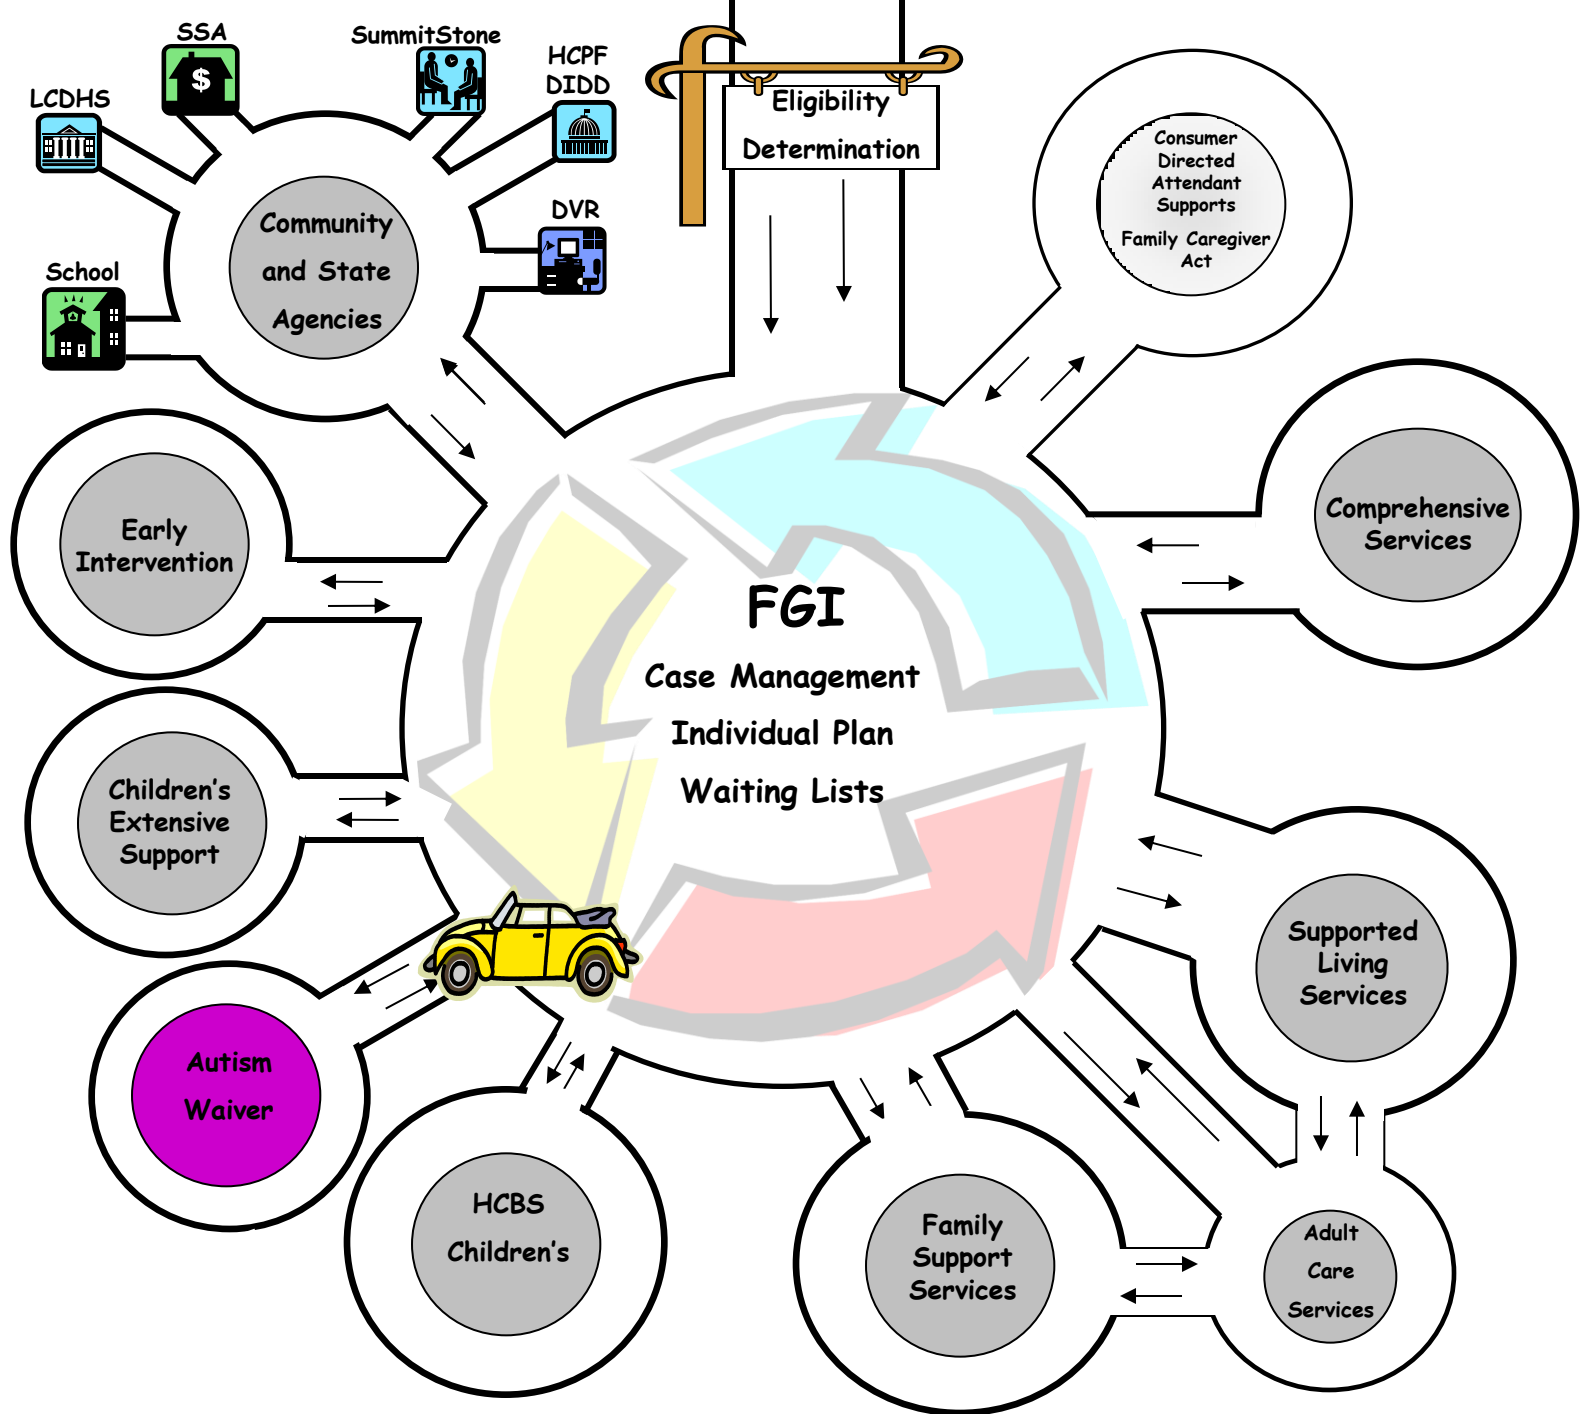 SSA
SummitStone
HCPF
DIDD
LCDHS
Eligibility
Determination
Consumer
Directed
Attendant
Supports
Family Caregiver
Act
DVR
School
Community
and State
Agencies
Early
Intervention
Comprehensive
Services
FGI
Case Management
Individual Plan
Waiting Lists
Children's
Extensive
Support
Supported
Living
Services
Autism
Waiver
HCBS
Children's
Family
Support
Services
Adult
Care
Services
$